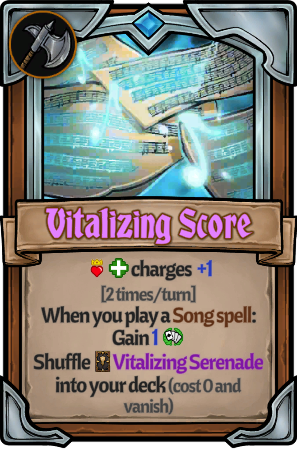 Vitalizing Score
charges +1
[2 times/turn]
When you play a Song spell:
Gain 1
Shuffle Vitalizing Serenade
into your deck (cost 0 and
vanish)